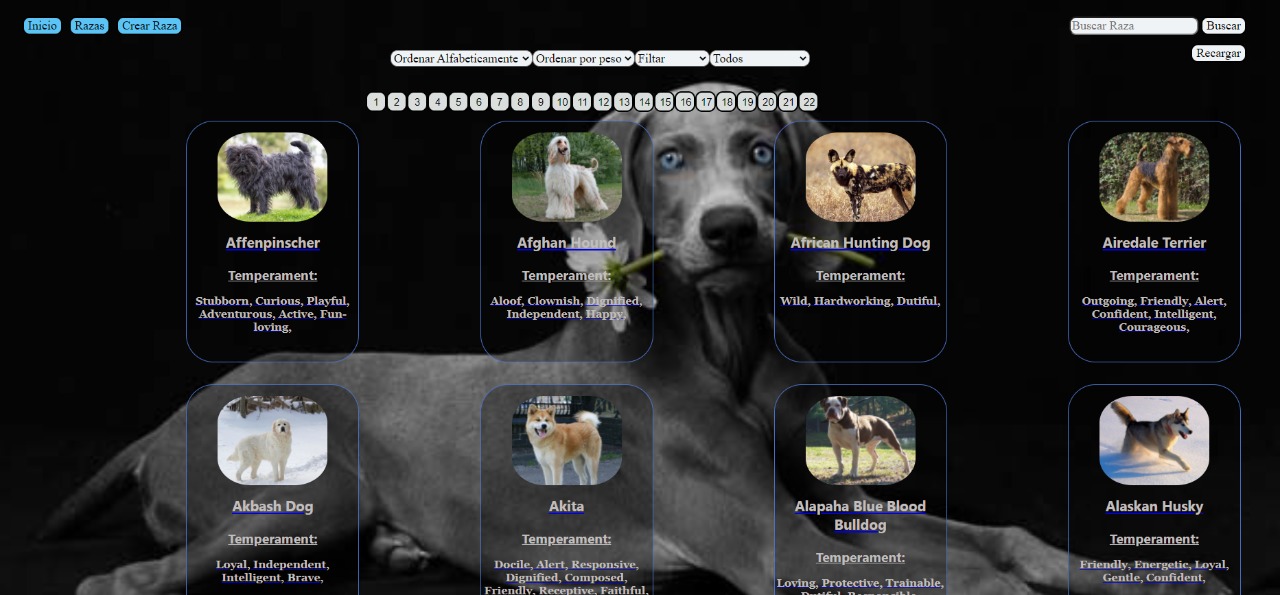 Inicio Razas Crear Raza Buscar Raza Buscar
Recargar
Ordenar Alfabeticamente Ordenar por peso Filtar Todos
1 2 3 4 5 6 7 8 9 10 11 12 13 14 15 16 17 18 19 20 21 22
Affenpinscher
Temperament:
Stubborn, Curious, Playful,
Adventurous, Active, Fun-
loving,
Afghan Hound
Temperament:
Aloof, Clownish, Dignified,
Independent, Happy,
African Hunting Dog
Temperament:
Wild, Hardworking, Dutiful,
Airedale Terrier
Temperament:
Outgoing, Friendly, Alert,
Confident, Intelligent,
Courageous,
Akbash Dog
Temperament:
Loyal, Independent,
Intelligent, Brave,
Akita
Temperament:
Docile, Alert, Responsive,
Dignified, Composed,
Friendly, Receptive, Faithful,
Alapaha Blue Blood
Bulldog
Temperament:
Loving, Protective, Trainable,
Dutiful, Responsible,
Alaskan Husky
Temperament:
Friendly, Energetic, Loyal,
Gentle, Confident,